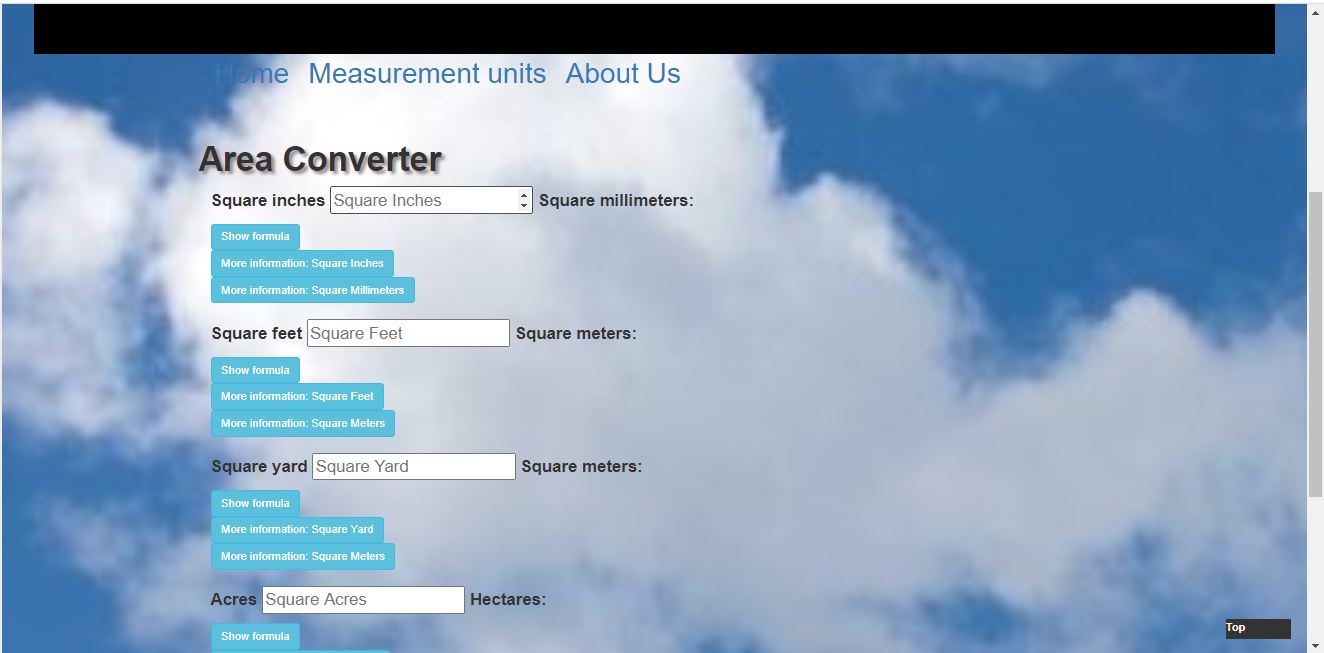 Home Measurement units About Us
Area Converter
Square inches Square Inches Square millimeters:
Show formula
More information: Square Inches
More information: Square Millimeters
Square feet Square Feet Square meters:
Show formula
More information: Square Feet
More information: Square Meters
Square yard Square Yard Square meters:
Show formula
More information: Square Yard
More information: Square Meters
Acres Square Acres Hectares:
Show formula
Top